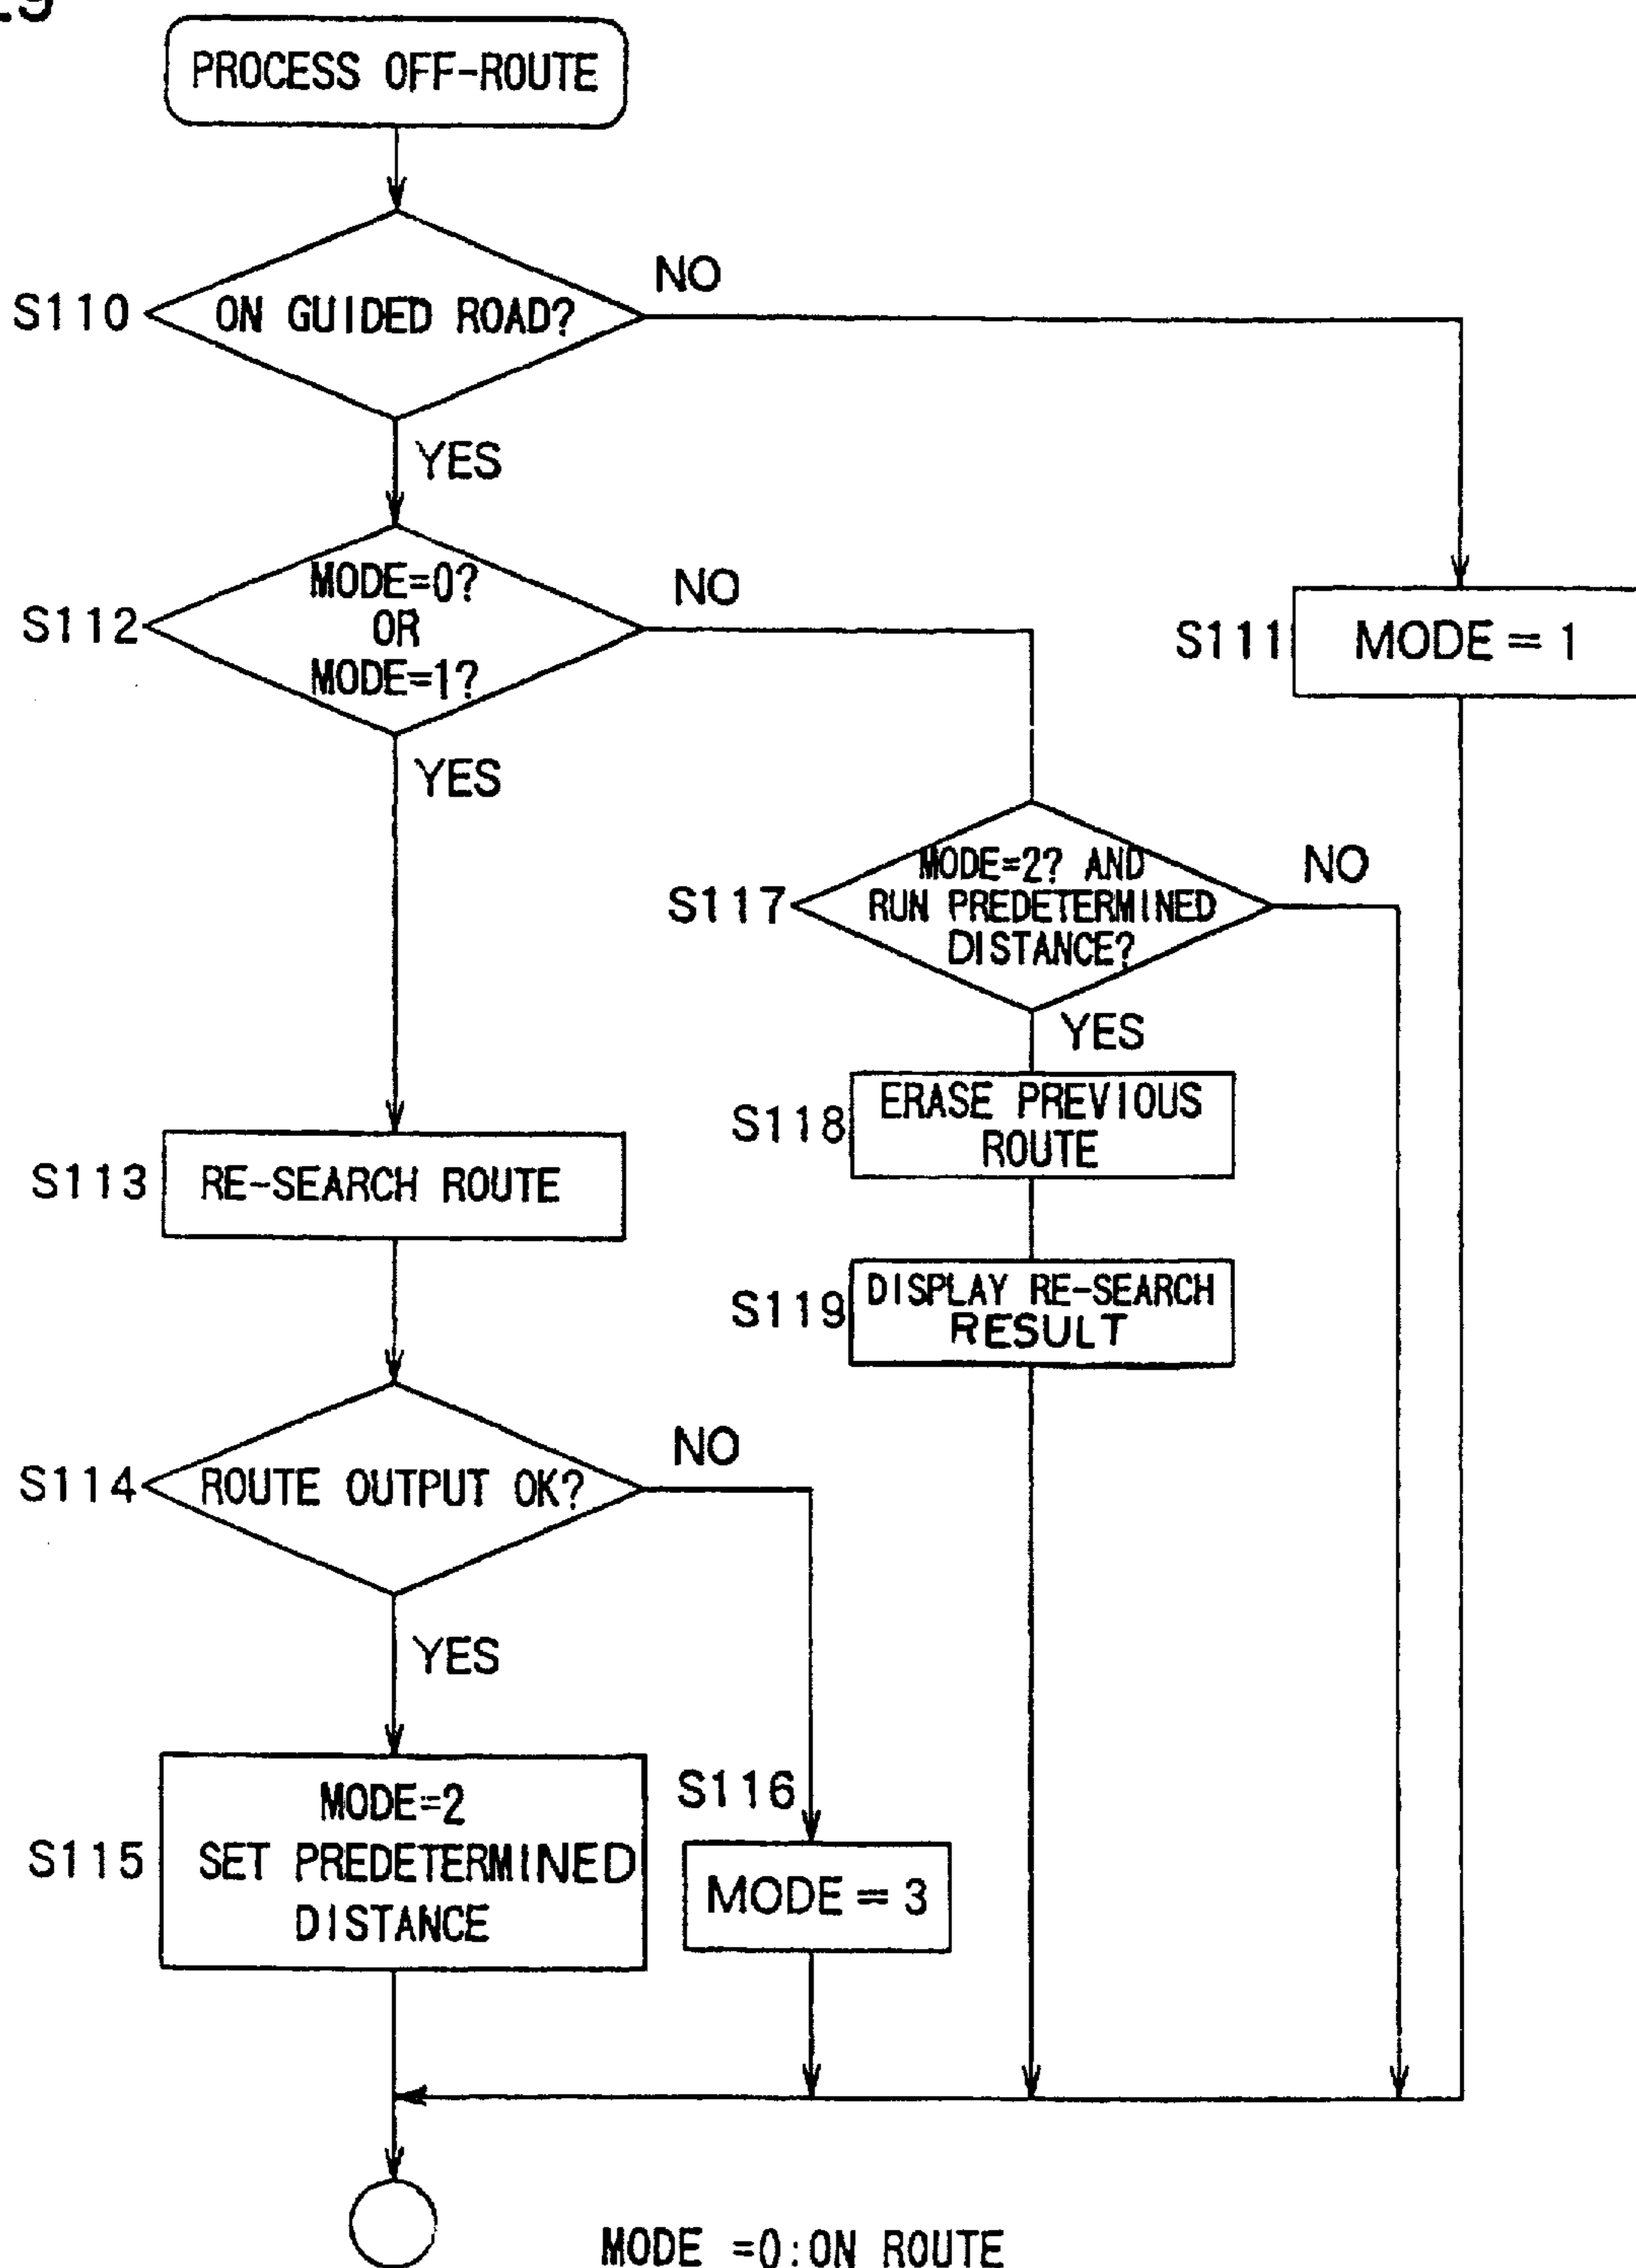 PROCESS OFF-ROUTE
S110
ON GUIDED ROAD?
NO
YES
S112
MODE=0?
OR
MODE=1?
NO
YES
S111
MODE = 1
S117
MODE=2? AND
RUN PREDETERMINED
DISTANCE?
NO
YES
S118
ERASE PREVIOUS
ROUTE
S113
RE-SEARCH ROUTE
S119
DISPLAY RE-SEARCH
RESULT
S114
ROUTE OUTPUT OK?
NO
YES
S115
MODE=2
SET PREDETERMINED
DISTANCE
S116
MODE = 3
MODE =0:ON ROUTE